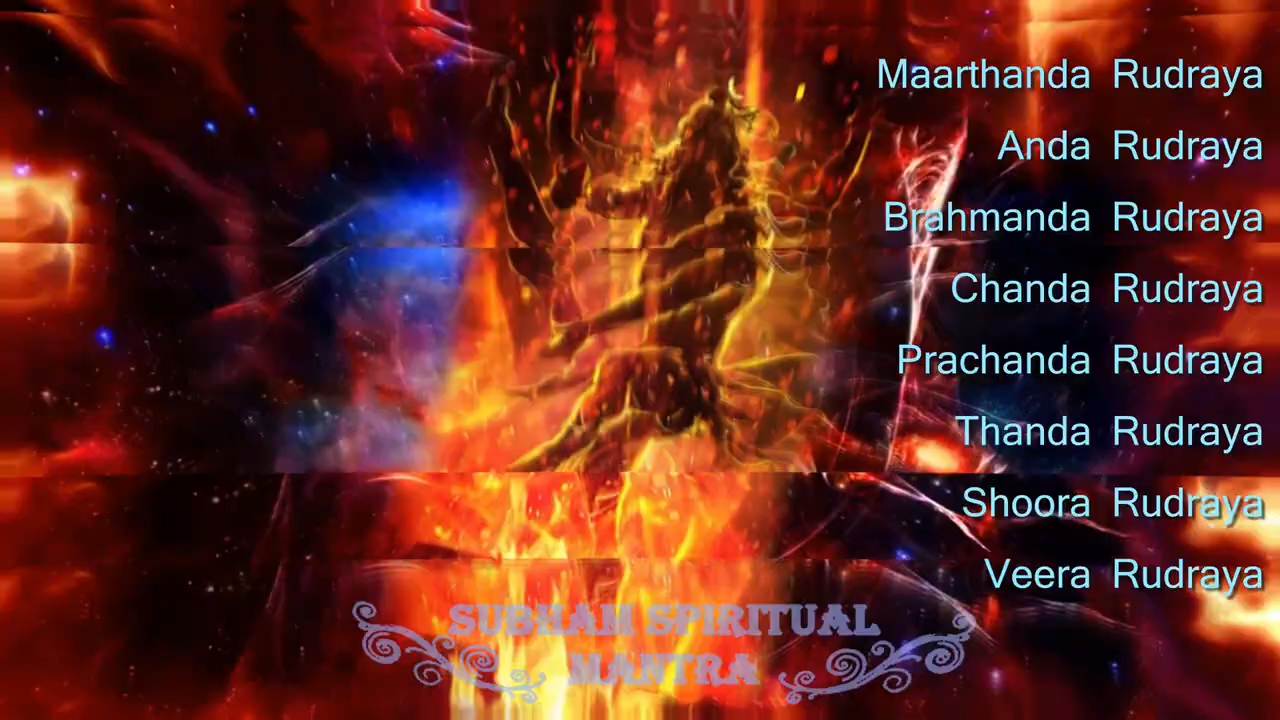 Maarthanda Rudraya
Anda Rudraya
Brahmanda Rudraya
Chanda Rudraya
Prachanda Rudraya
Thanda Rudraya
Shoora Rudraya
Veera Rudraya
SUBHAM SPIRITUAL
MANTRA